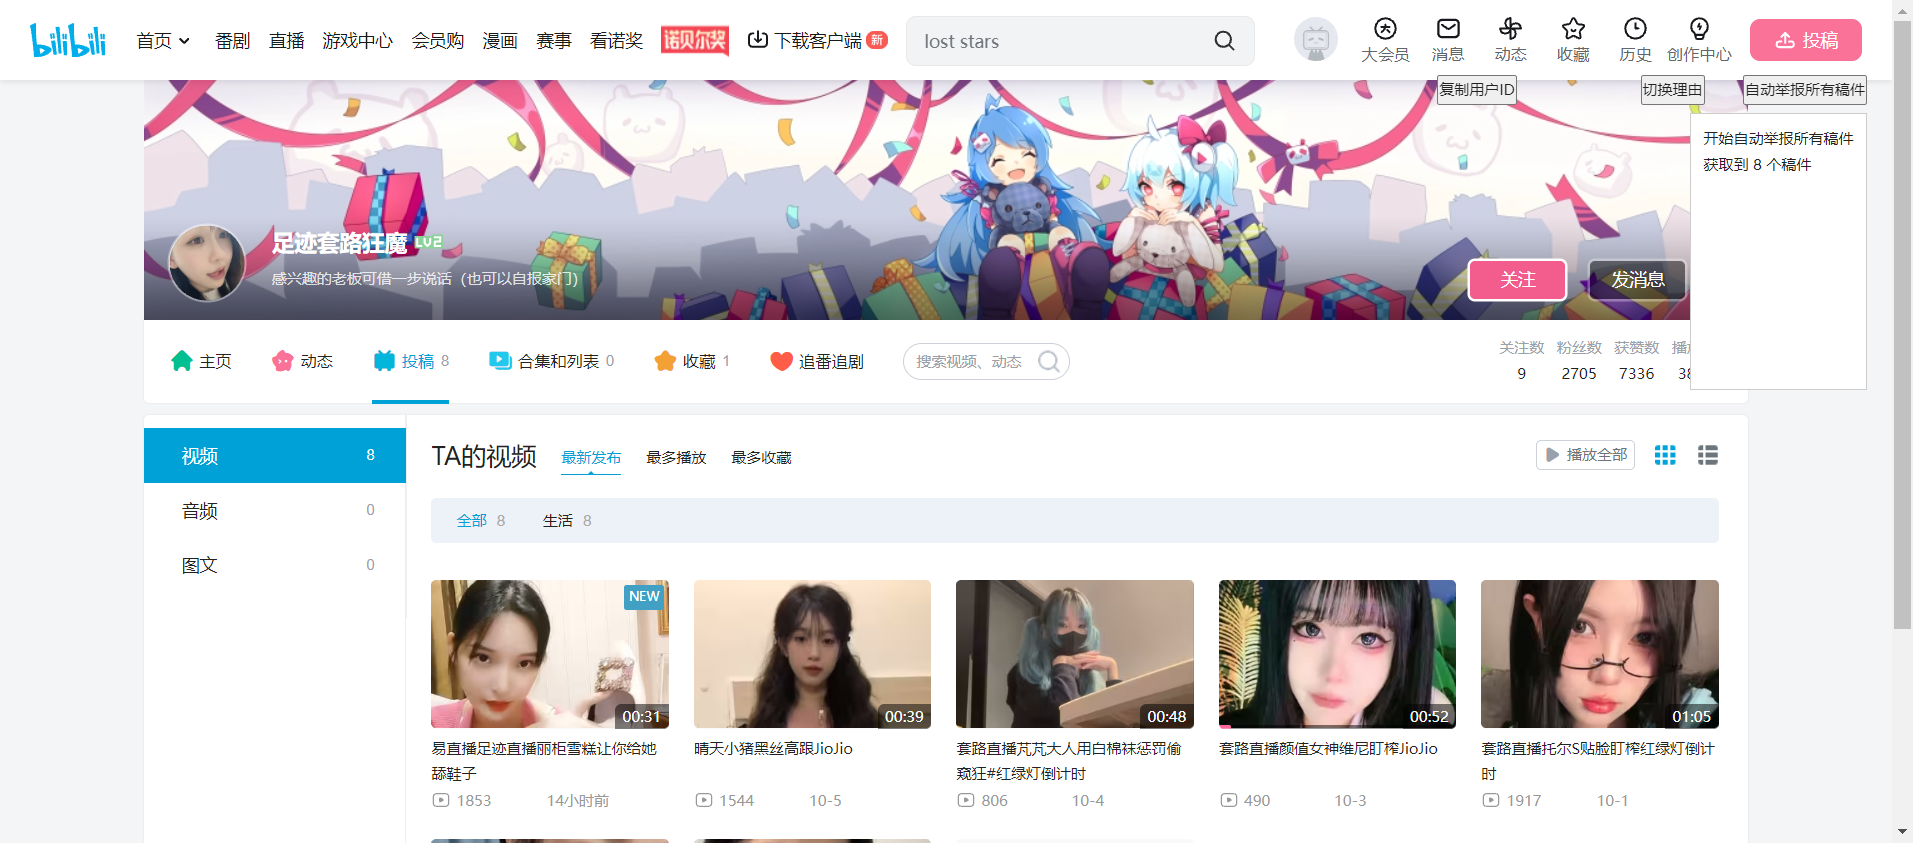 bilibili
首页
番剧
直播
游戏中心
会员购
漫画
赛事
看诺奖
诺贝尔奖
下载客户端 新
lost stars
大会员
消息
动态
收藏
历史
创作中心
投稿
复制用户ID
切换理由
自动举报所有稿件
开始自动举报所有稿件
获取到 8 个稿件
足迹套路狂魔 LV2
感兴趣的老板可借一步说话（也可以自报家门）
关注
发消息
主页
动态
投稿 8
合集和列表 0
收藏 1
追番追剧
搜索视频、动态
关注数 粉丝数 获赞数
9 2705 7336
视频 8
音频 0
图文 0
TA的视频
最新发布
最多播放
最多收藏
播放全部
全部 8
生活 8
NEW
00:31
00:39
00:48
00:52
01:05
易直播足迹直播丽柜雪糕让你给她
舔鞋子
1853 14小时前
晴天小猪黑丝高跟JioJio
1544 10-5
套路直播芃芃大人用白棉袜惩罚偷
窥狂#红绿灯倒计时
806 10-4
套路直播颜值女神维尼盯榨JioJio
490 10-3
套路直播托尔S贴脸盯榨红绿灯倒计
时
1917 10-1